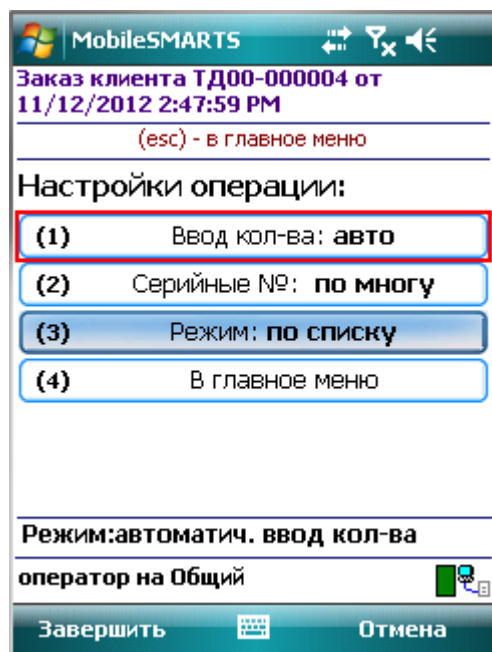 MobileSMARTS
Заказ клиента ТД00-000004 от
11/12/2012 2:47:59 PM
(esc) - в главное меню
Настройки операции:
(1) Ввод кол-ва: авто
(2) Серийные №: по многу
(3) Режим: по списку
(4) В главное меню
Режим:автоматич. ввод кол-ва
оператор на Общий
Завершить Отмена